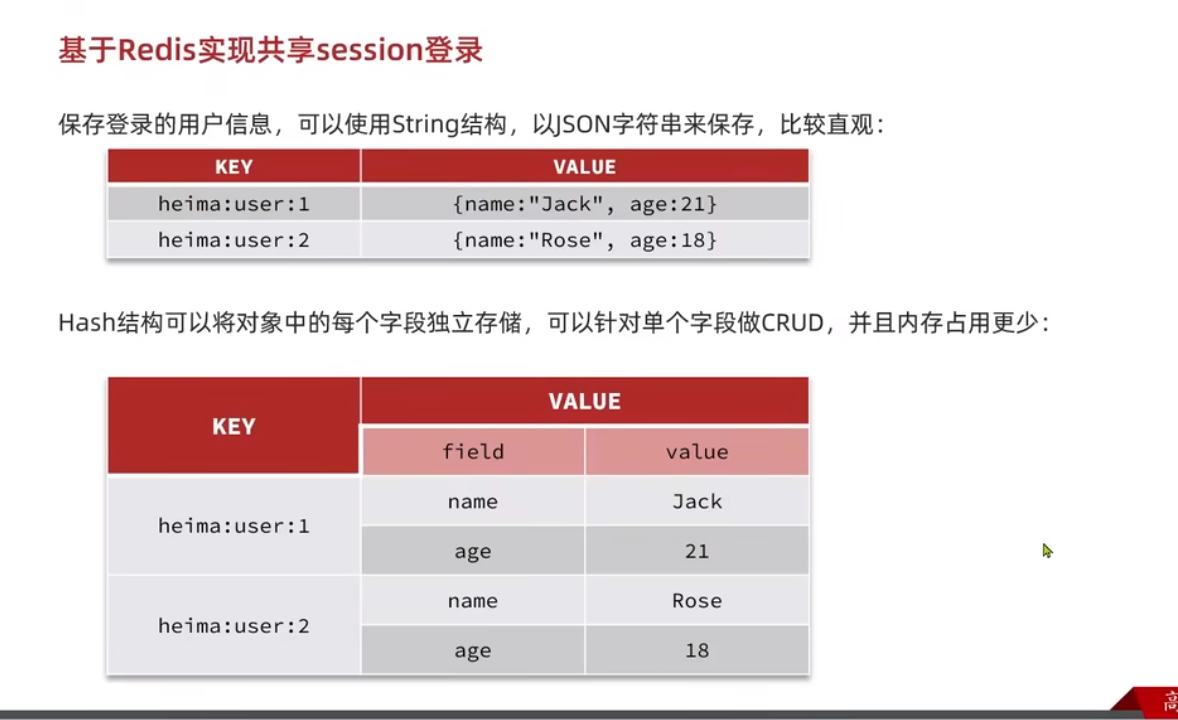 基于Redis实现共享session登录
保存登录的用户信息，可以使用String结构，以JSON字符串来保存，比较直观：
KEY VALUE
heima:user:1 {name:"Jack", age:21}
heima:user:2 {name:"Rose", age:18}
Hash结构可以将对象中的每个字段独立存储，可以针对单个字段做CRUD，并且内存占用更少：
KEY VALUE
field value
heima:user:1 name Jack
age 21
heima:user:2 name Rose
age 18
高